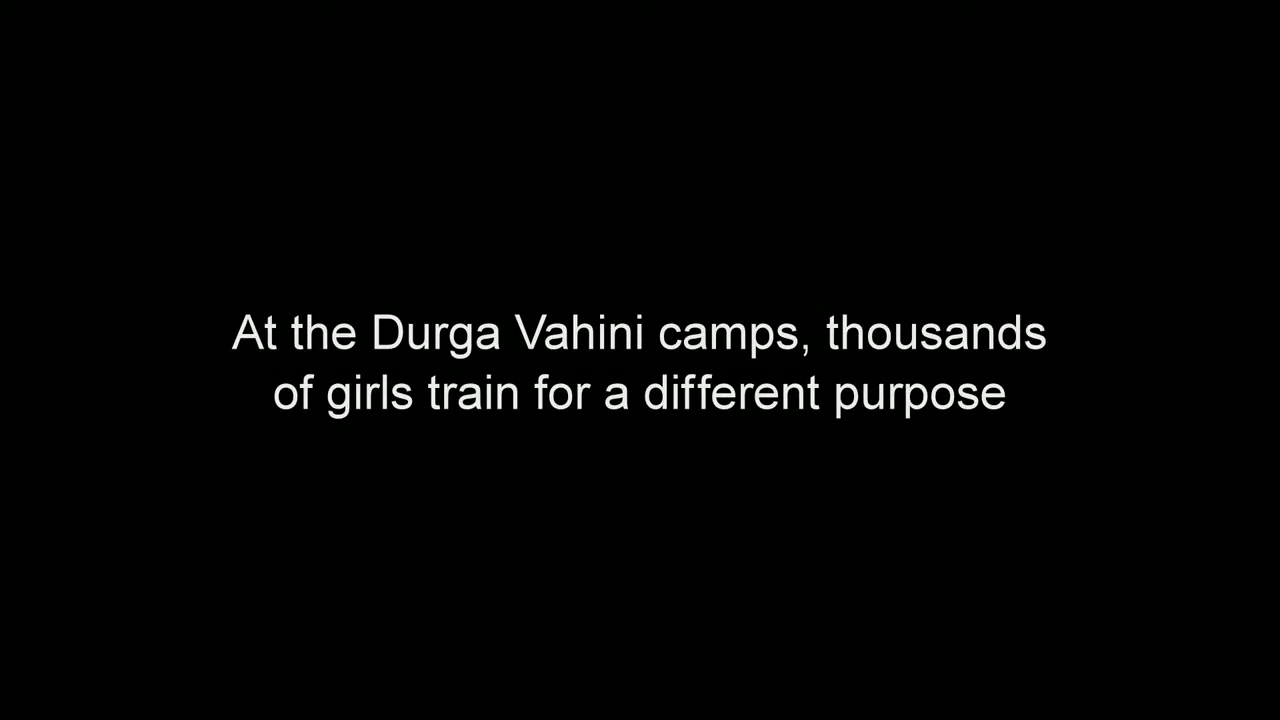 At the Durga Vahini camps, thousands
of girls train for a different purpose